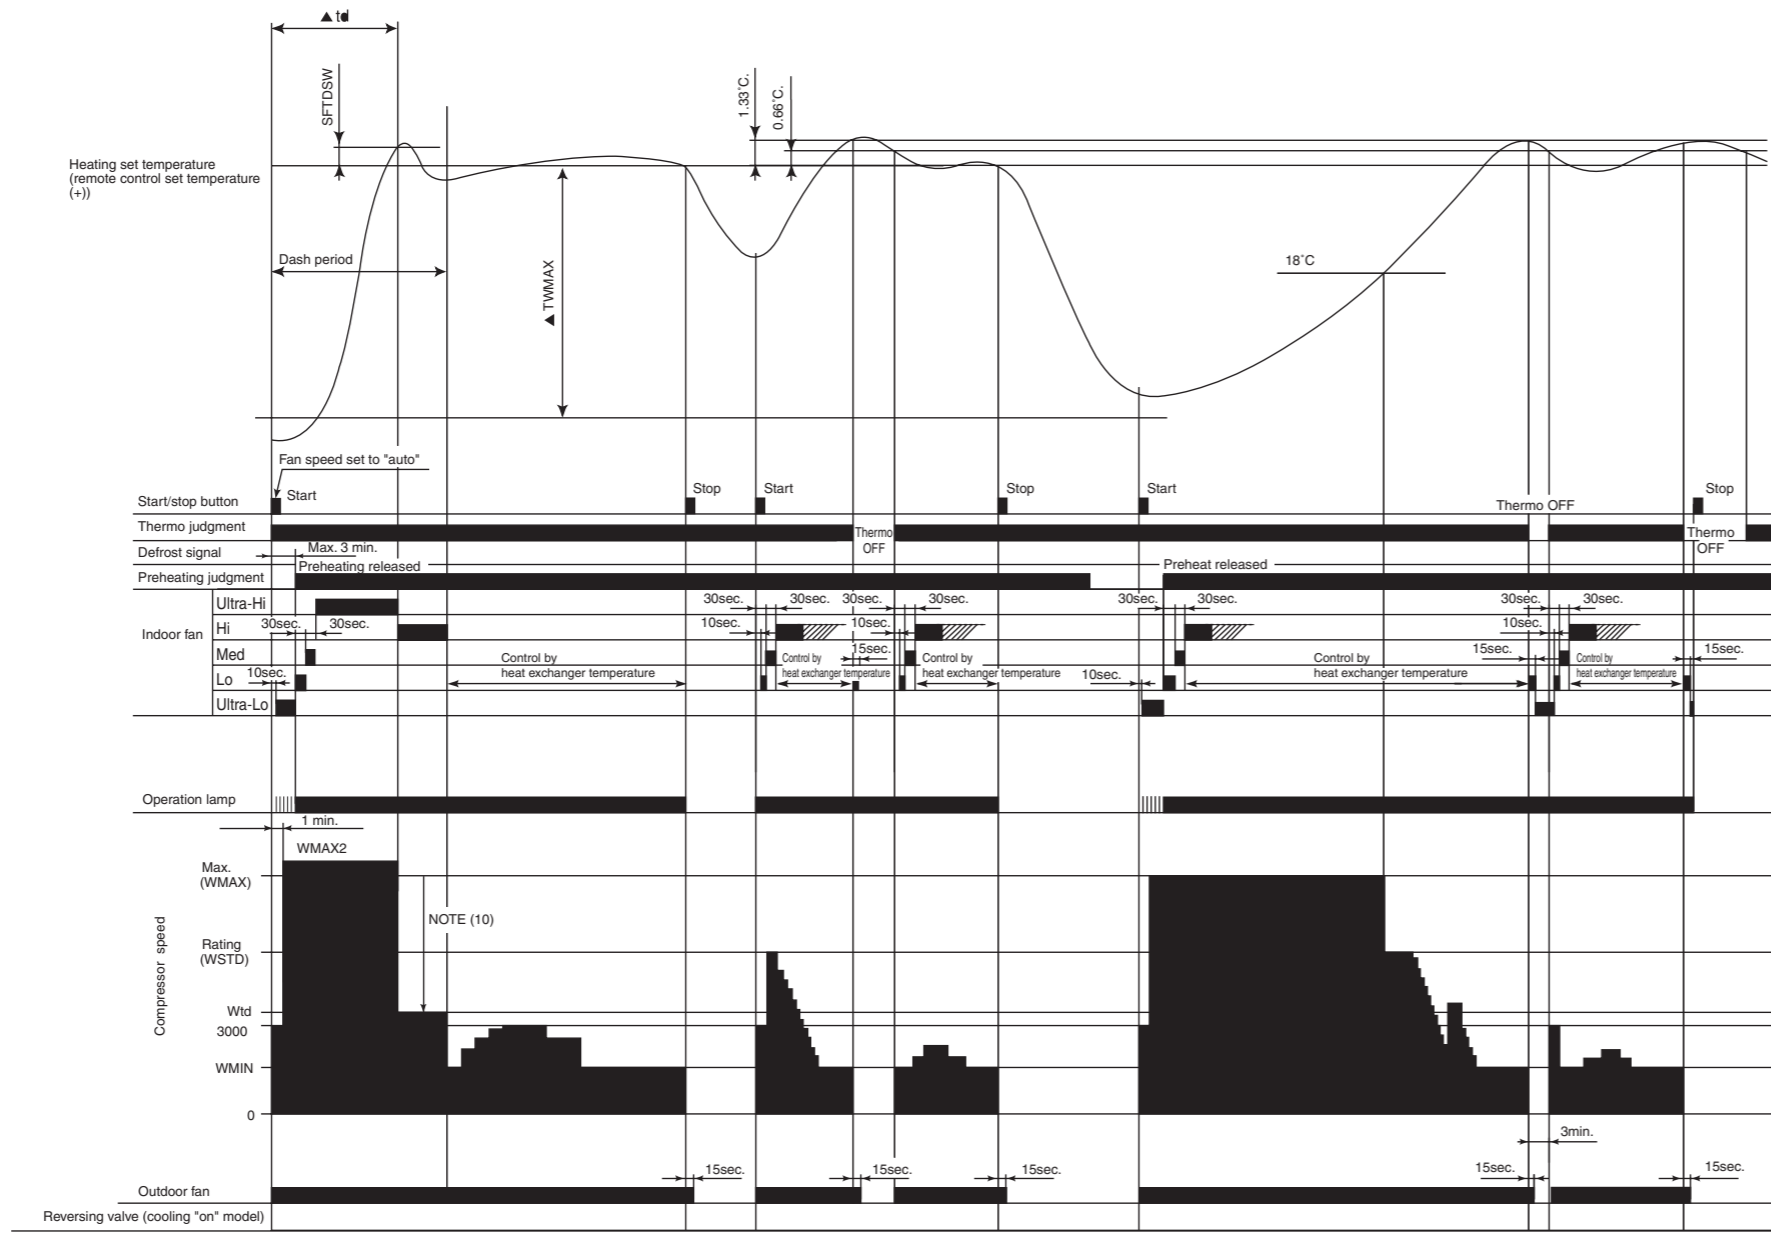 ▲ td
SFTDSW
1.33˚C.
0.66˚C.
Heating set temperature
(remote control set temperature
(+))
Dash period
▲ TWMAX
18˚C
Fan speed set to "auto"
Start/stop button
Start
Stop
Start
Stop
Start
Thermo OFF
Stop
Thermo judgment
Thermo
OFF
Thermo
OFF
Defrost signal
Max. 3 min.
Preheating judgment
Preheating released
Preheat released
Indoor fan
Ultra-Hi
30sec.
30sec.
30sec.
30sec.
30sec.
30sec.
30sec.
30sec.
Hi
30sec.
30sec.
10sec.
10sec.
10sec.
Med
Control by
heat exchanger temperature
Control by
heat exchanger temperature
15sec.
Control by
heat exchanger temperature
Control by
heat exchanger temperature
15sec.
Control by
heat exchanger temperature
15sec.
Lo
10sec.
10sec.
Ultra-Lo
Operation lamp
1 min.
WMAX2
Compressor speed
Max.
(WMAX)
NOTE (10)
Rating
(WSTD)
Wtd
3000
WMIN
0
3min.
Outdoor fan
15sec.
15sec.
15sec.
15sec.
15sec.
Reversing valve (cooling "on" model)